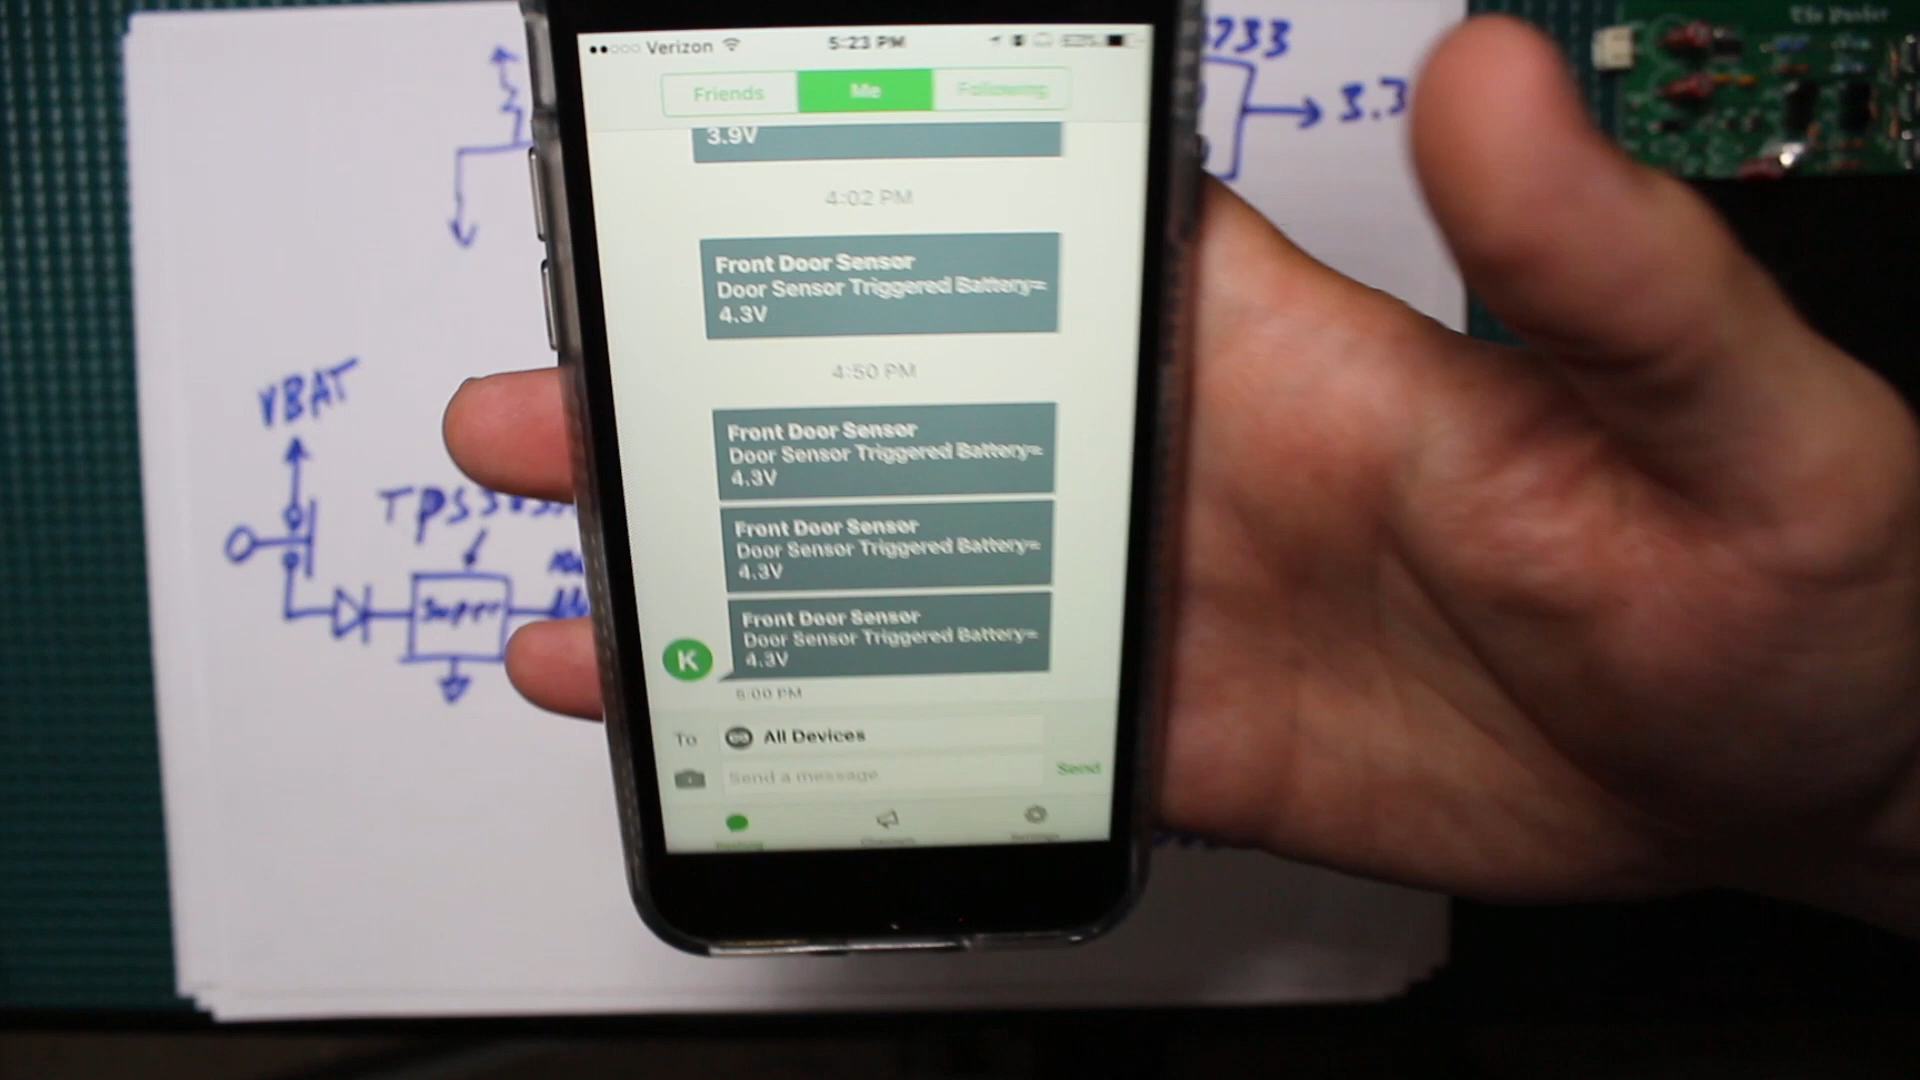 Verizon
5:23 PM
Friends
Me
Following
3.9V
4:02 PM
Front Door Sensor
Door Sensor Triggered Battery=
4.3V
4:50 PM
Front Door Sensor
Door Sensor Triggered Battery=
4.3V
Front Door Sensor
Door Sensor Triggered Battery=
4.3V
Front Door Sensor
Door Sensor Triggered Battery=
4.3V
K
5:00 PM
To
All Devices
Send a message
Send
Channels
Settings
733
3.3
VBAT